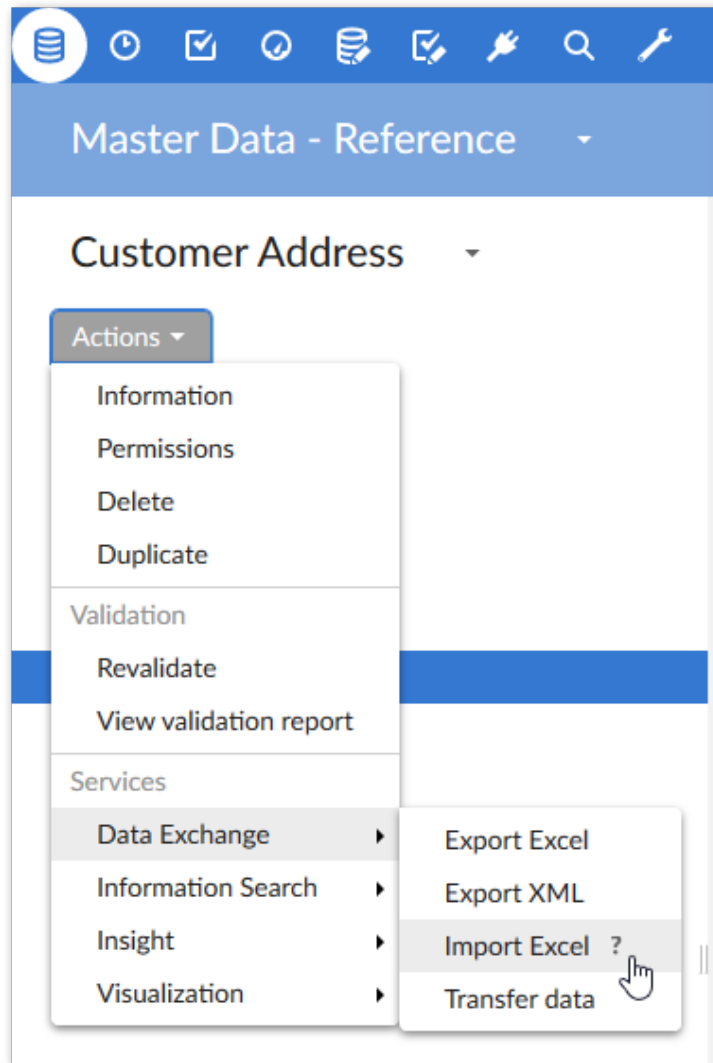 Master Data - Reference
Customer Address
Actions
Information
Permissions
Delete
Duplicate
Validation
Revalidate
View validation report
Services
Data Exchange
Information Search
Insight
Visualization
Export Excel
Export XML
Import Excel ?
Transfer data